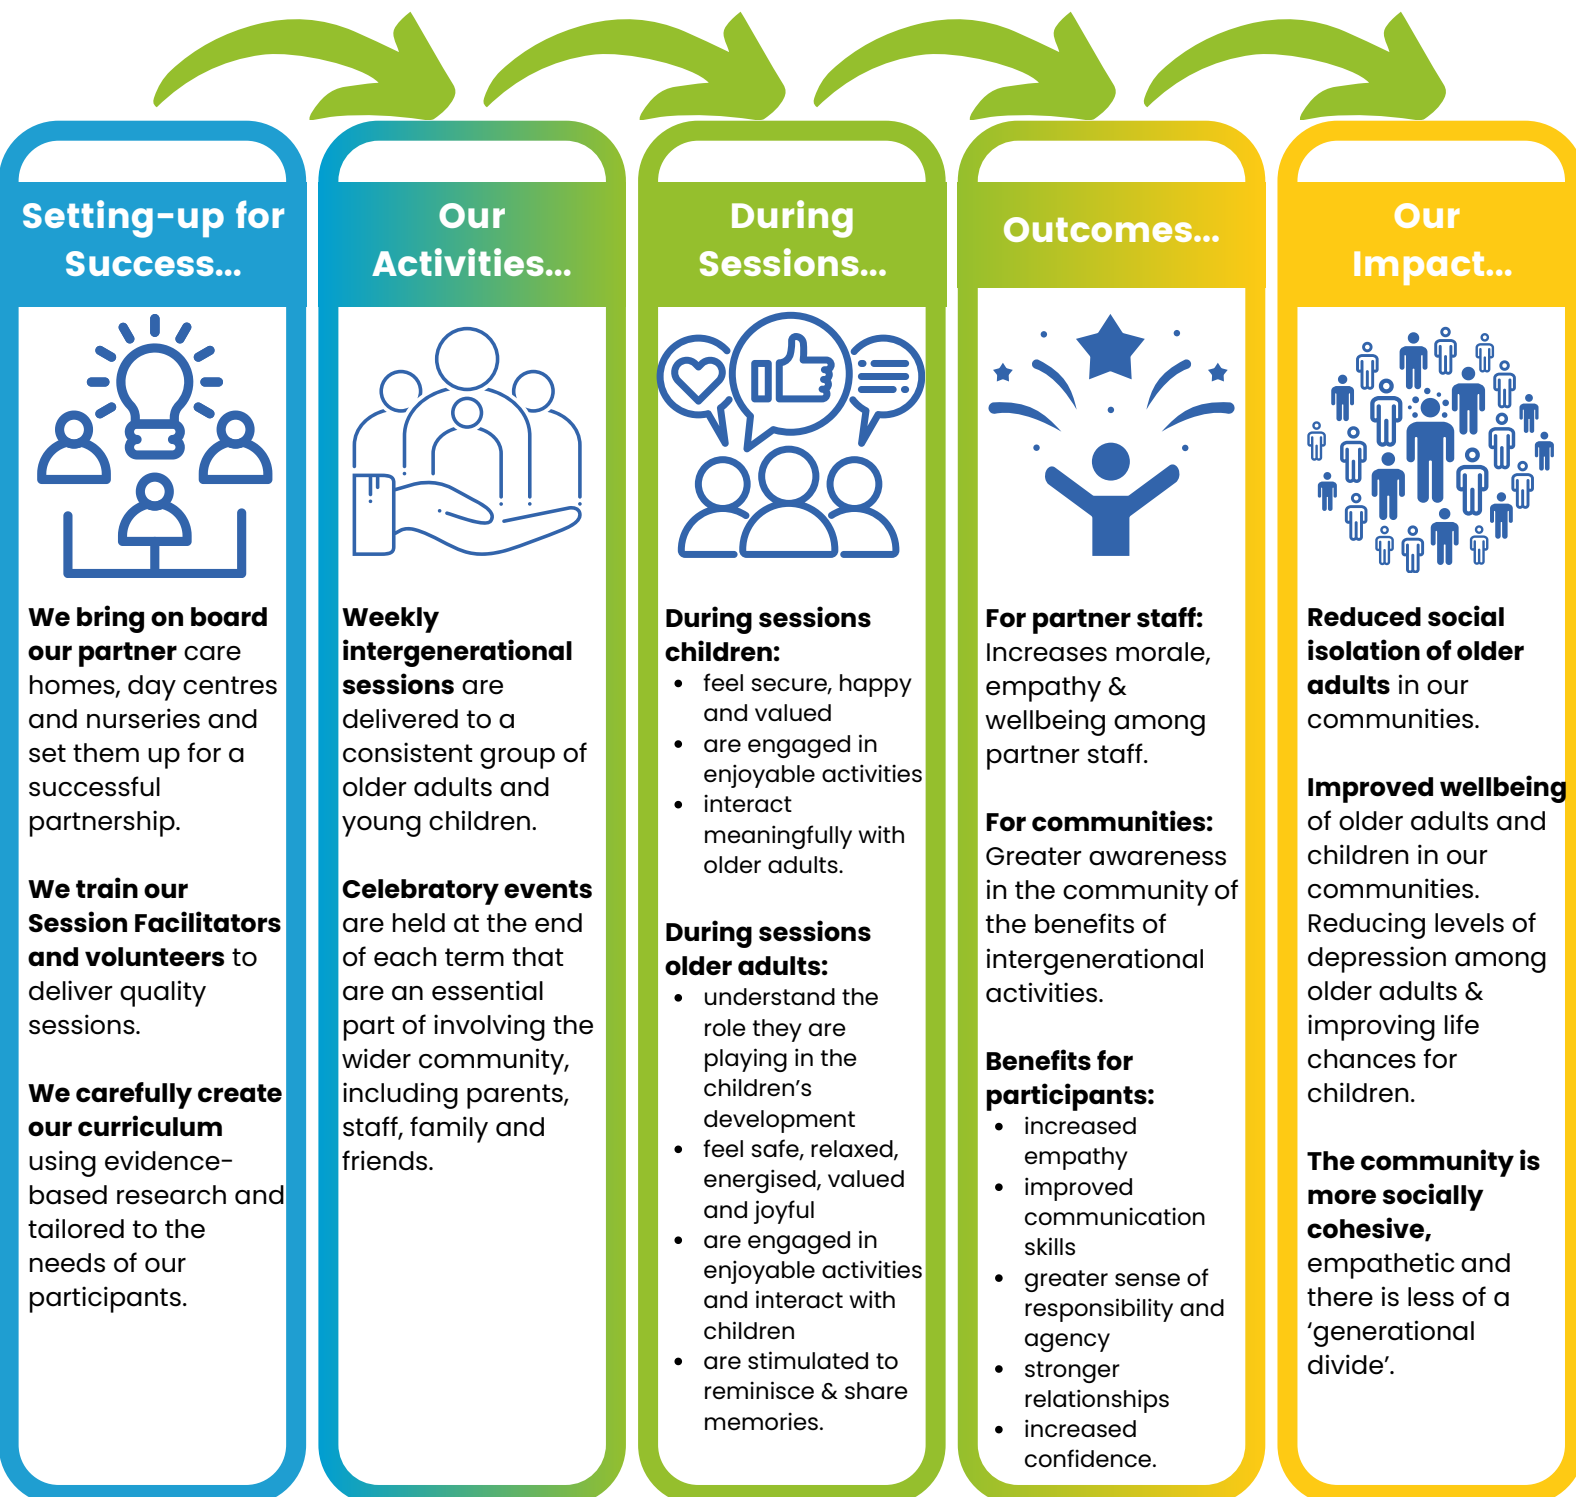 Setting-up for
Success...
We bring on board
our partner care
homes, day centres
and nurseries and
set them up for a
successful
partnership.
We train our
Session Facilitators
and volunteers to
deliver quality
sessions.
We carefully create
our curriculum
using evidence-
based research and
tailored to the
needs of our
participants.
Our
Activities...
Weekly
intergenerational
sessions are
delivered to a
consistent group of
older adults and
young children.
Celebratory events
are held at the end
of each term that
are an essential
part of involving the
wider community,
including parents,
staff, family and
friends.
During
Sessions...
During sessions
children:
• feel secure, happy
and valued
• are engaged in
enjoyable activities
• interact
meaningfully with
older adults.
During sessions
older adults:
• understand the
role they are
playing in the
children's
development
• feel safe, relaxed,
energised, valued
and joyful
• are engaged in
enjoyable activities
and interact with
children
• are stimulated to
reminisce & share
memories.
Outcomes...
For partner staff:
Increases morale,
empathy &
wellbeing among
partner staff.
For communities:
Greater awareness
in the community of
the benefits of
intergenerational
activities.
Benefits for
participants:
• increased
empathy
• improved
communication
skills
• greater sense of
responsibility and
agency
• stronger
relationships
• increased
confidence.
Our
Impact...
Reduced social
isolation of older
adults in our
communities.
Improved wellbeing
of older adults and
children in our
communities.
Reducing levels of
depression among
older adults &
improving life
chances for
children.
The community is
more socially
cohesive,
empathetic and
there is less of a
‘generational
divide’.